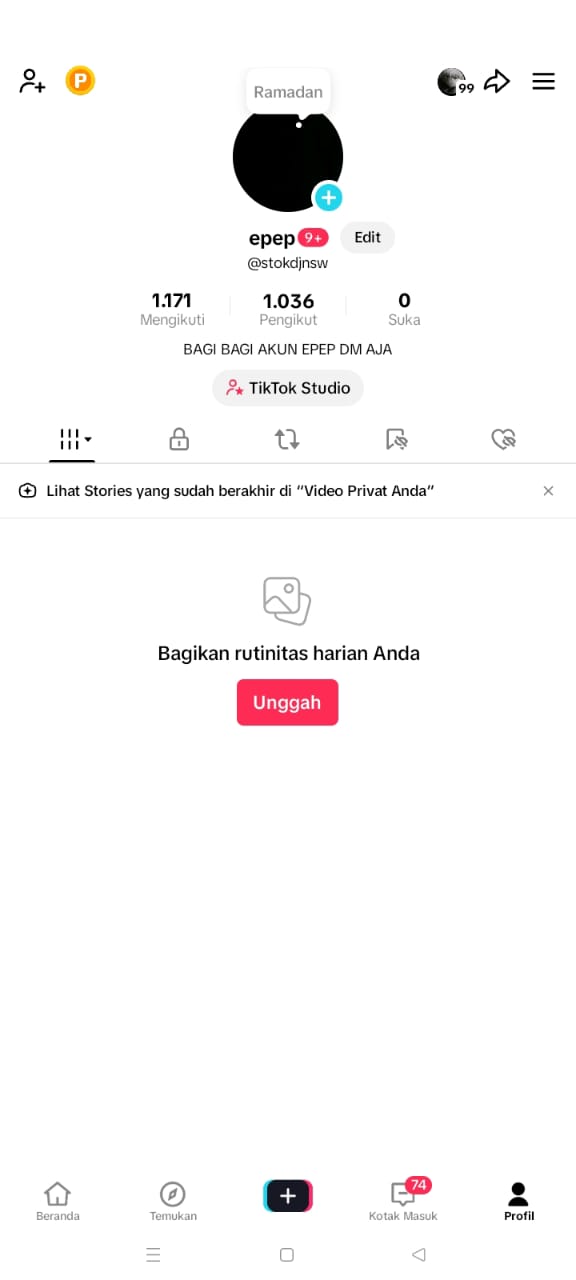 P
Ramadan
99
epep 9+ Edit
@stokdjnsw
1.171 1.036 0
Mengikuti Pengikut Suka
BAGI BAGI AKUN EPEP DM AJA
TikTok Studio
Lihat Stories yang sudah berakhir di “Video Privat Anda”
Bagikan rutinitas harian Anda
Unggah
74
Beranda Temukan Kotak Masuk Profil